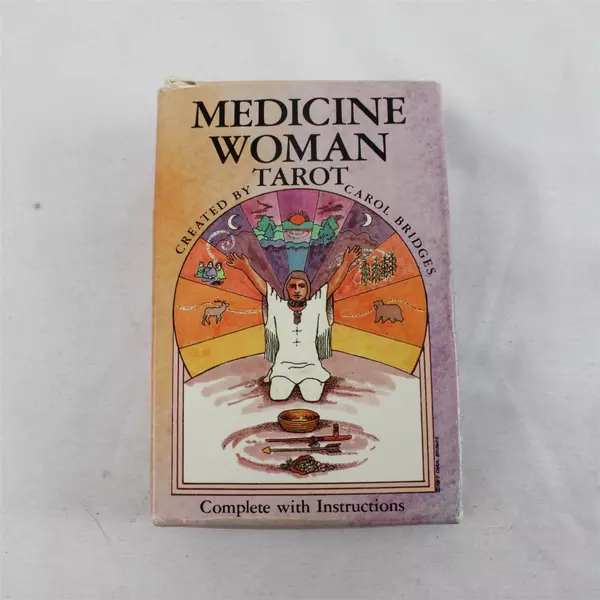 MEDICINE
WOMAN
TAROT
CREATED BY CAROL BRIDGES
Complete with Instructions